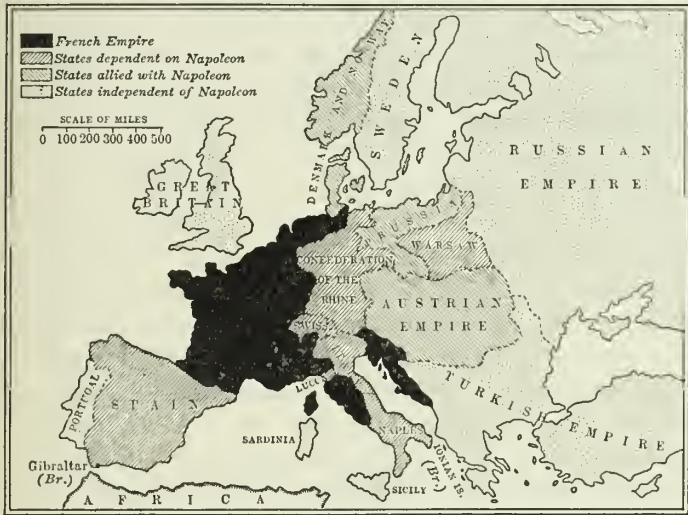 French Empire
States dependent on Napoleon
States allied with Napoleon
States independent of Napoleon
SCALE OF MILES
0 100 200 300 400 500
DENMARK AND NORWAY
SWEDEN
RUSSIAN
EMPIRE
GREAT
BRITAIN
PRUSSIA
WARSAW
CONFEDERATION
OF THE
RHINE
AUSTRIAN
EMPIRE
SWISS
LUCCA
PORTUGAL
SPAIN
TURKISH EMPIRE
NAPLES
SARDINIA
IONIAN IS.
(Br.)
Gibraltar
(Br.)
SICILY
AFRICA